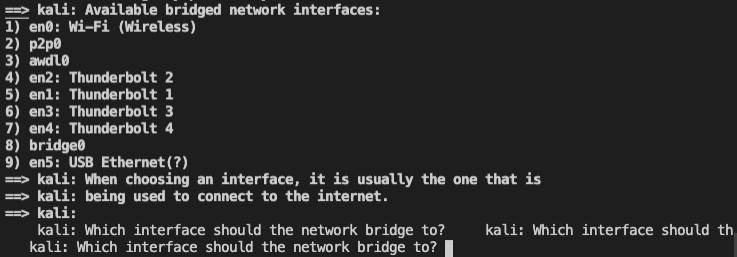 ==> kali: Available bridged network interfaces:
1) en0: Wi-Fi (Wireless)
2) p2p0
3) awdl0
4) en2: Thunderbolt 2
5) en1: Thunderbolt 1
6) en3: Thunderbolt 3
7) en4: Thunderbolt 4
8) bridge0
9) en5: USB Ethernet(?)
==> kali: When choosing an interface, it is usually the one that is
==> kali: being used to connect to the internet.
==> kali:
    kali: Which interface should the network bridge to?     kali: Which interface should th
   kali: Which interface should the network bridge to?